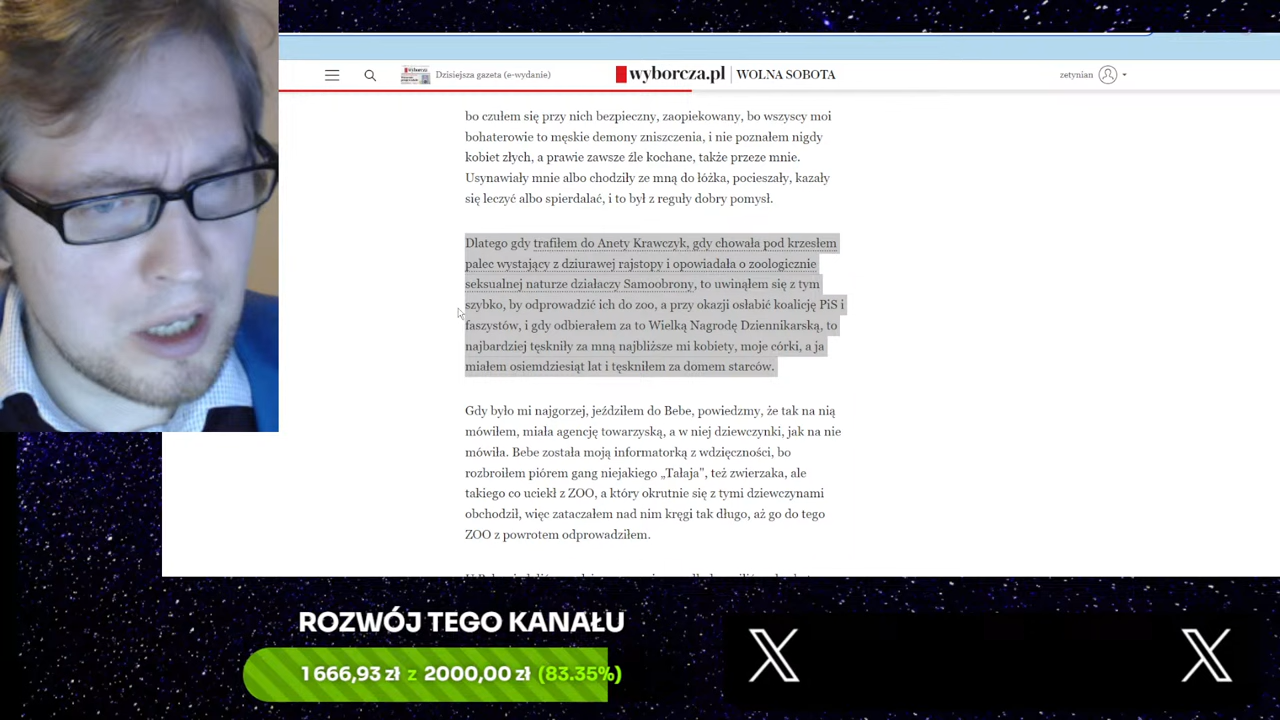 Dzisiejsza gazeta (e-wydanie)
wyborcza.pl | WOLNA SOBOTA
zetynian
bo czułem się przy nich bezpieczny, zaopiekowany, bo wszyscy moi
bohaterowie to męskie demony zniszczenia, i nie poznałem nigdy
kobiet złych, a prawie zawsze źle kochane, także przeze mnie.
Usynawiały mnie albo chodziły ze mną do łóżka, pocieszały, kazały
się leczyć albo spierdalać, i to był z reguły dobry pomysł.
Dlatego gdy trafiłem do Anety Krawczyk, gdy chowała pod krzesłem
palec wystający z dziurawej rajstopy i opowiadała o zoologicznie
seksualnej naturze działaczy Samoobrony, to uwinąłem się z tym
szybko, by odprowadzić ich do zoo, a przy okazji osłabić koalicję PiS i
faszystów, i gdy odbierałem za to Wielką Nagrodę Dziennikarską, to
najbardziej tęskniły za mną najbliższe mi kobiety, moje córki, a ja
miałem osiemdziesiąt lat i tęskniłem za domem starców.
Gdy było mi najgorzej, jeździłem do Bebe, powiedzmy, że tak na nią
mówiłem, miała agencję towarzyską, a w niej dziewczynki, jak na nie
mówiła. Bebe została moją informatorką z wdzięczności, bo
rozbroiłem piórem gang niejakiego „Tałaja", też zwierzaka, ale
takiego co uciekł z ZOO, a który okrutnie się z tymi dziewczynami
obchodził, więc zataczałem nad nim kręgi tak długo, aż go do tego
ZOO z powrotem odprowadziłem.
ROZWÓJ TEGO KANAŁU
1 666,93 zł z 2000,00 zł (83.35%)